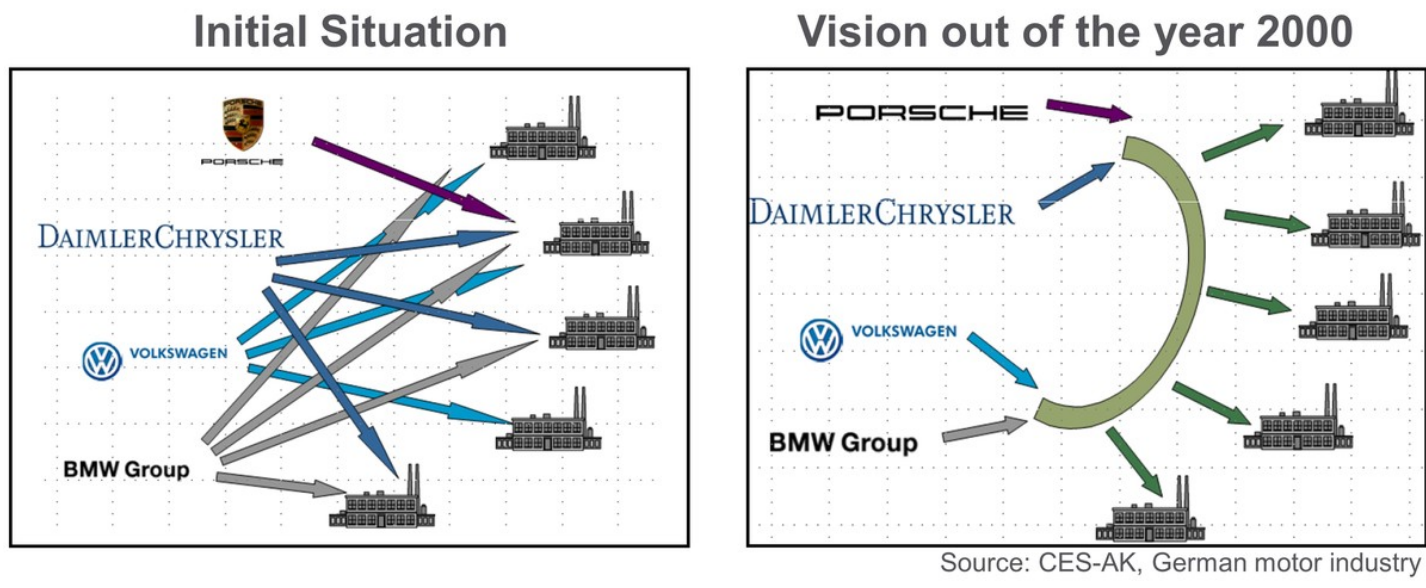 Initial Situation
PORSCHE
DAIMLERCHRYSLER
VOLKSWAGEN
BMW Group
Vision out of the year 2000
PORSCHE
DAIMLERCHRYSLER
VOLKSWAGEN
BMW Group
Source: CES-AK, German motor industry